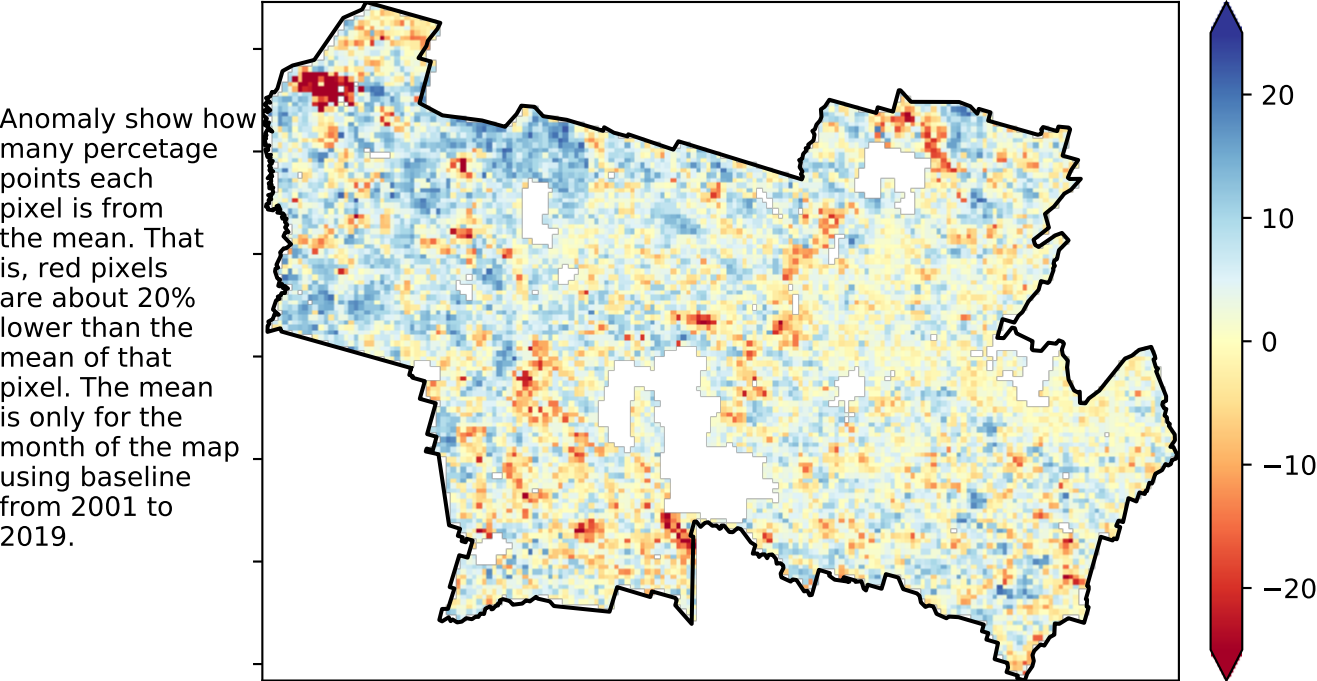 Anomaly show how
many percetage
points each
pixel is from
the mean. That
is, red pixels
are about 20%
lower than the
mean of that
pixel. The mean
is only for the
month of the map
using baseline
from 2001 to
2019.
20
10
0
−10
−20